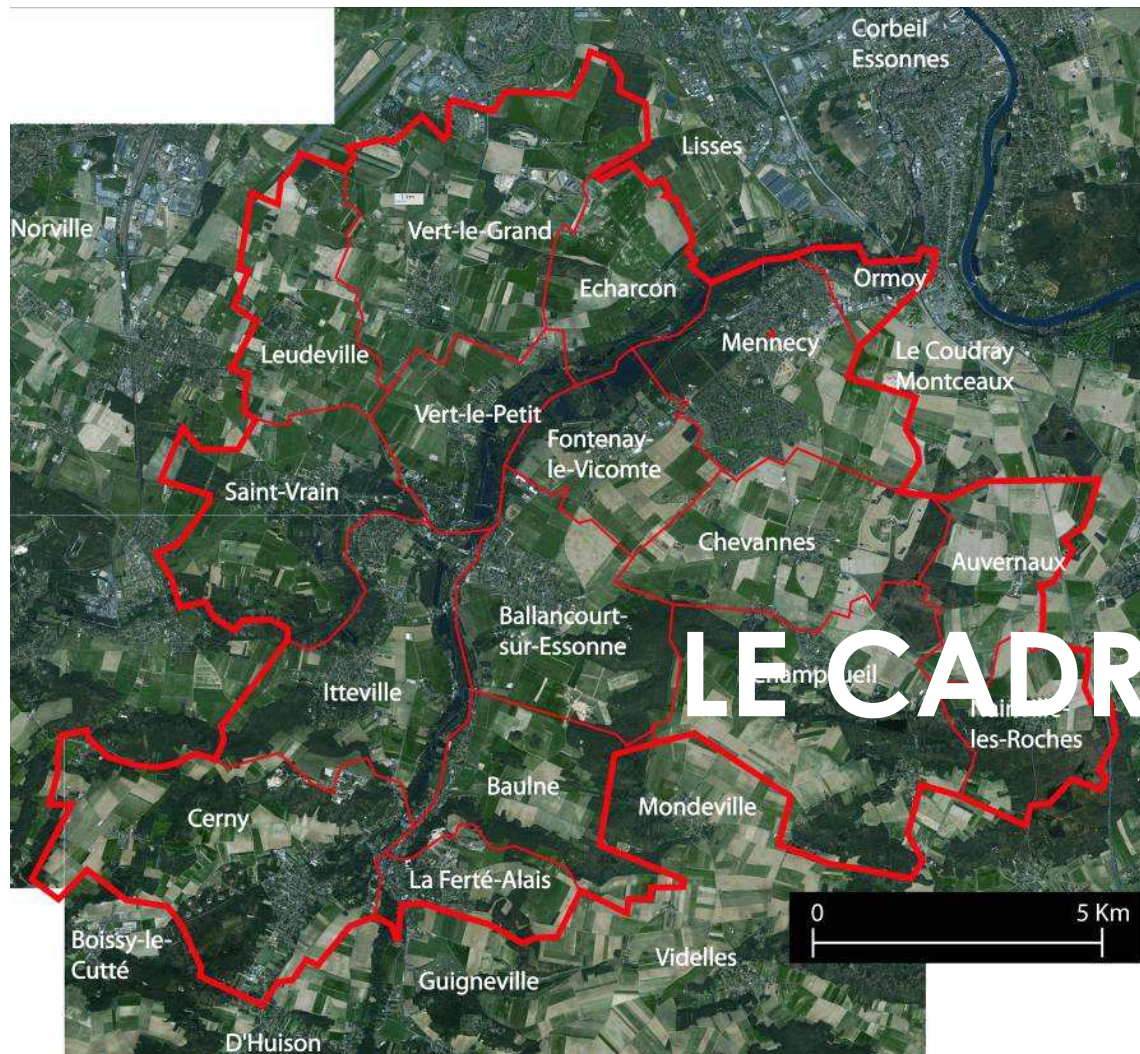 Corbeil
Essonnes
Lisses
Norville
Vert-le-Grand
Echarcon
Ormoy
Mennecy
Leudeville
Le Coudray
Montceaux
Vert-le-Petit
Fontenay-
le-Vicomte
Saint-Vrain
Chevannes
Auvernaux
Ballancourt-
sur-Essonne
LE CADR
Itteville
les-Roches
Baulne
Mondeville
Cerny
La Ferté-Alais
0 5 Km
Boissy-le-
Cutté
Videlles
Guigneville
D'Huison